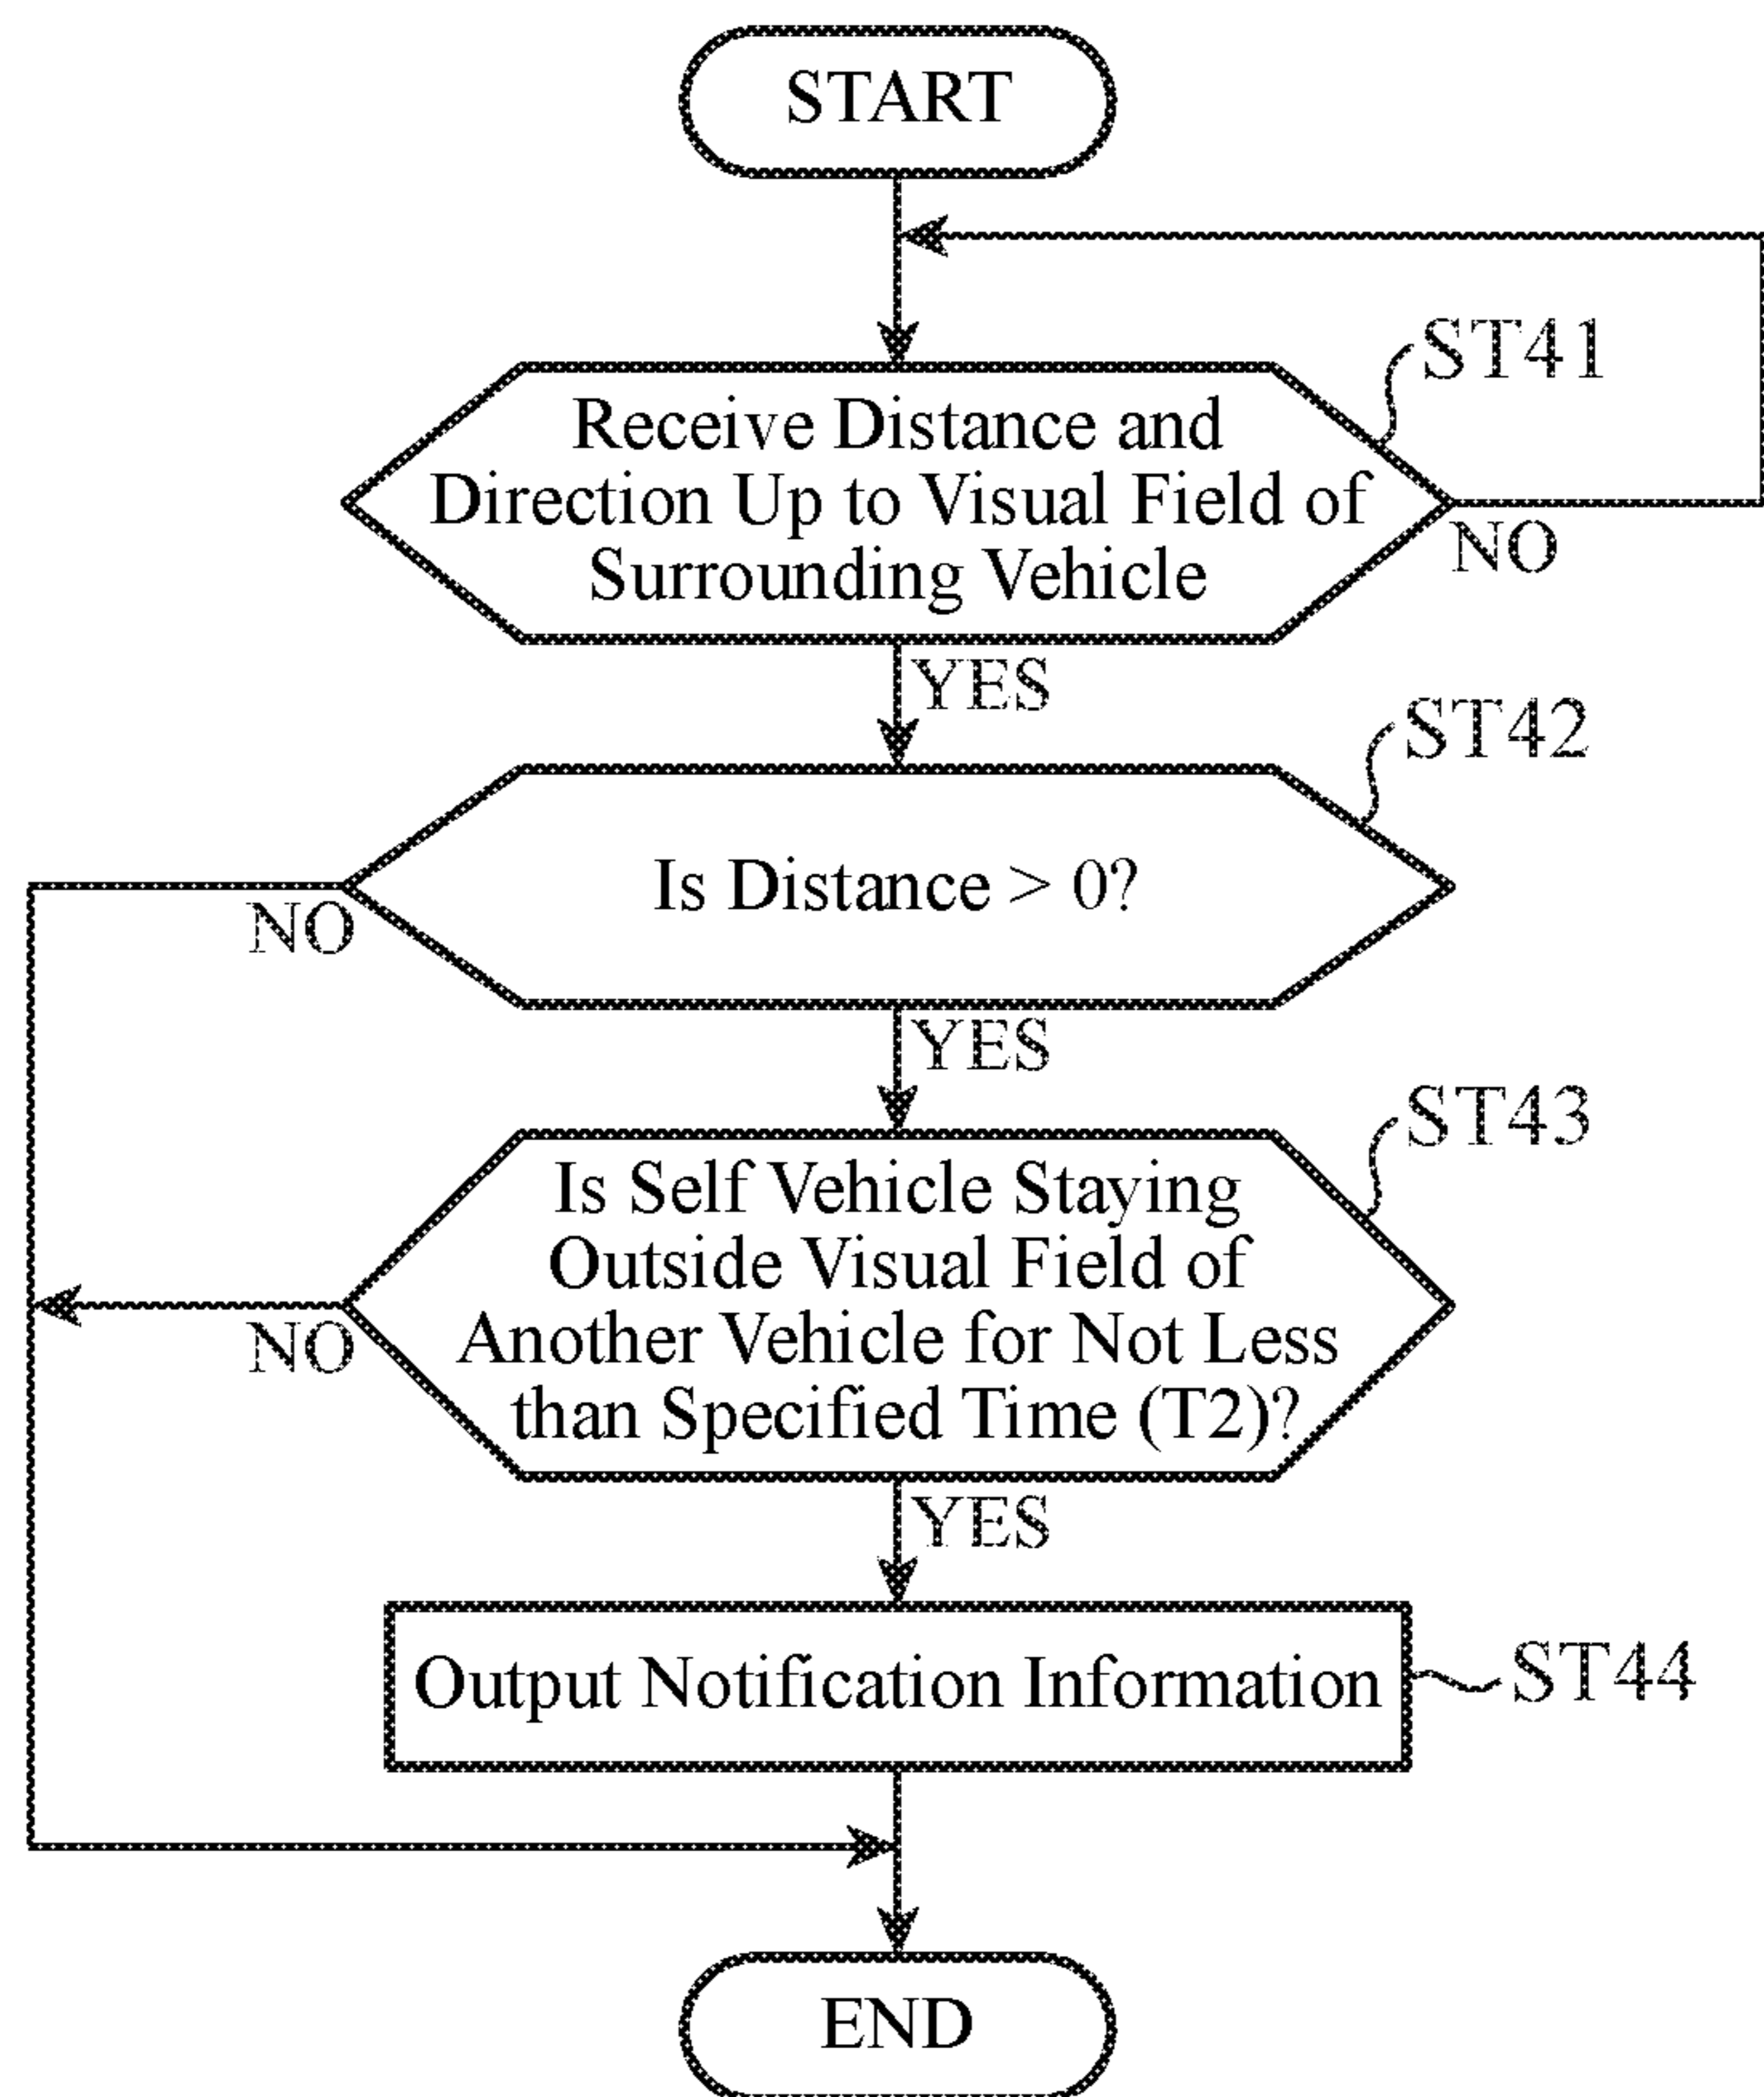 START
ST41
Receive Distance and
Direction Up to Visual Field of
Surrounding Vehicle
NO
YES
ST42
Is Distance > 0?
NO
YES
ST43
Is Self Vehicle Staying
Outside Visual Field of
Another Vehicle for Not Less
than Specified Time (T2)?
NO
YES
Output Notification Information
ST44
END